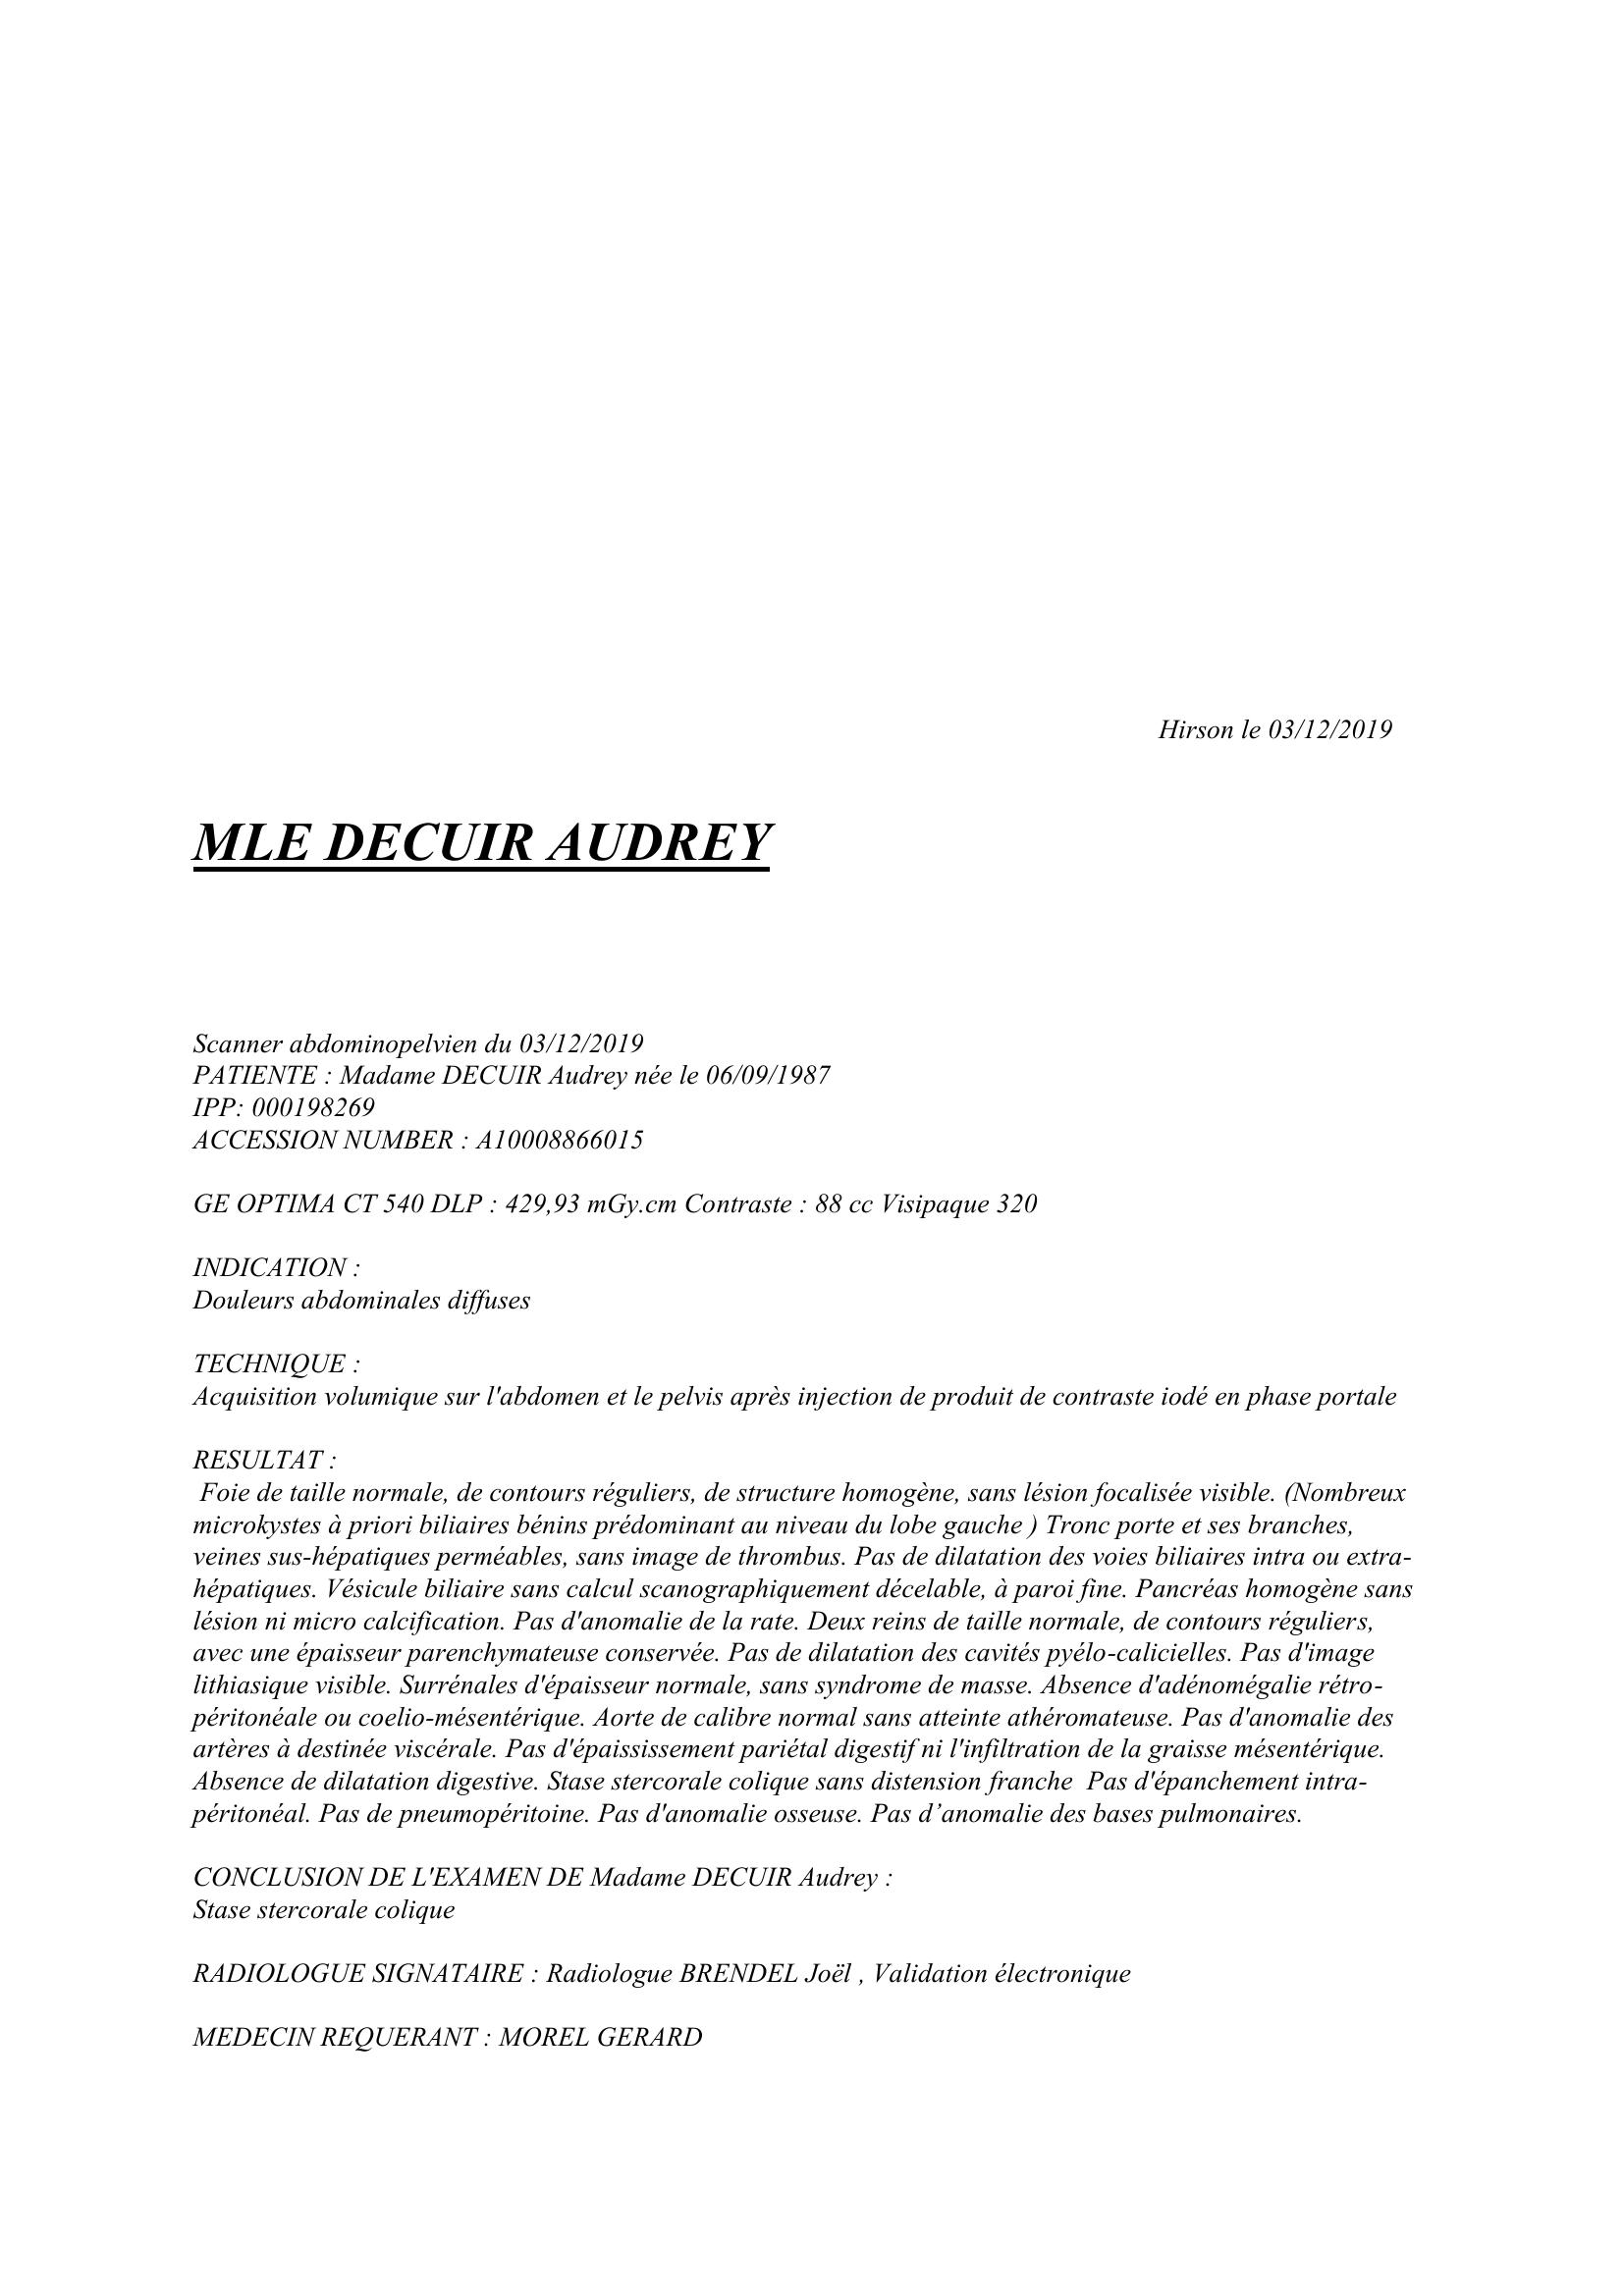 Hirson le 03/12/2019
MLE DECUIR AUDREY
Scanner abdominopelvien du 03/12/2019
PATIENTE : Madame DECUIR Audrey née le 06/09/1987
IPP: 000198269
ACCESSION NUMBER : A10008866015
GE OPTIMA CT 540 DLP : 429,93 mGy.cm Contraste : 88 cc Visipaque 320
INDICATION :
Douleurs abdominales diffuses
TECHNIQUE :
Acquisition volumique sur l'abdomen et le pelvis après injection de produit de contraste iodé en phase portale
RESULTAT :
Foie de taille normale, de contours réguliers, de structure homogène, sans lésion focalisée visible. (Nombreux
microkystes à priori biliaires bénins prédominant au niveau du lobe gauche ) Tronc porte et ses branches,
veines sus-hépatiques perméables, sans image de thrombus. Pas de dilatation des voies biliaires intra ou extra-
hépatiques. Vésicule biliaire sans calcul scanographiquement décelable, à paroi fine. Pancréas homogène sans
lésion ni micro calcification. Pas d'anomalie de la rate. Deux reins de taille normale, de contours réguliers,
avec une épaisseur parenchymateuse conservée. Pas de dilatation des cavités pyélo-calicielles. Pas d'image
lithiasique visible. Surrénales d'épaisseur normale, sans syndrome de masse. Absence d'adénomégalie rétro-
péritonéale ou coelio-mésentérique. Aorte de calibre normal sans atteinte athéromateuse. Pas d'anomalie des
artères à destinée viscérale. Pas d'épaississement pariétal digestif ni l'infiltration de la graisse mésentérique.
Absence de dilatation digestive. Stase stercorale colique sans distension franche  Pas d'épanchement intra-
péritonéal. Pas de pneumopéritoine. Pas d'anomalie osseuse. Pas d’anomalie des bases pulmonaires.
CONCLUSION DE L'EXAMEN DE Madame DECUIR Audrey :
Stase stercorale colique
RADIOLOGUE SIGNATAIRE : Radiologue BRENDEL Joël , Validation électronique
MEDECIN REQUERANT : MOREL GERARD